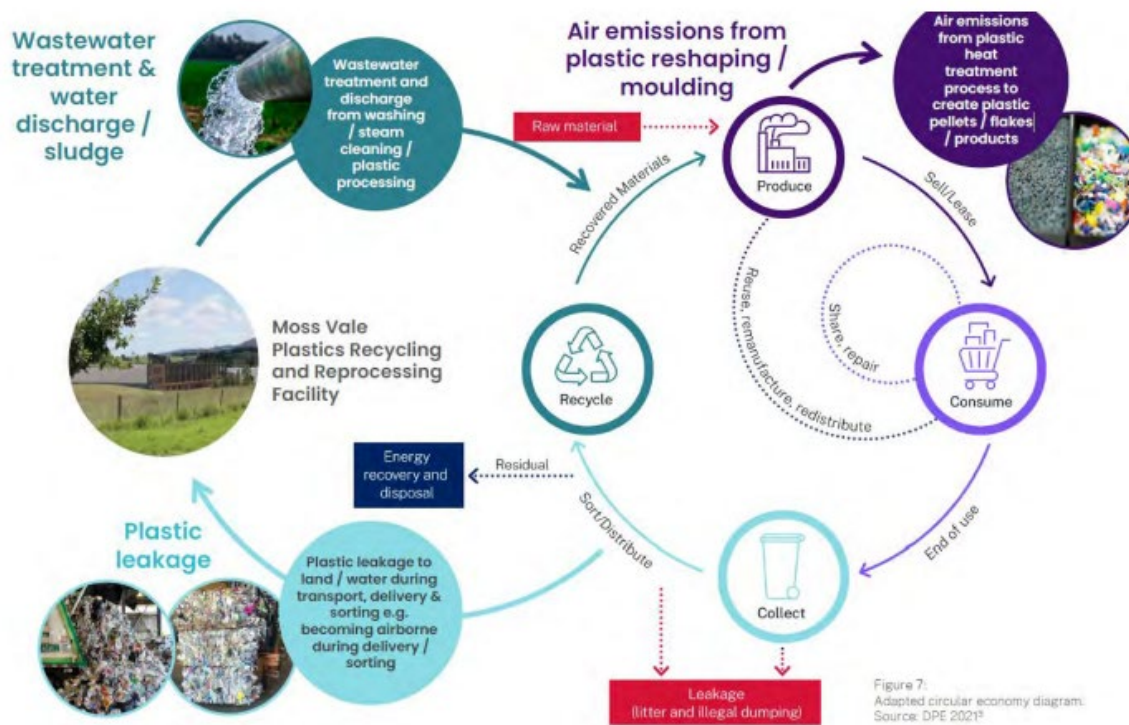 Wastewater
treatment &
water
discharge /
sludge
Wastewater
treatment and
discharge
from washing
/ steam
cleaning /
plastic
processing
Air emissions from
plastic reshaping /
moulding
Air emissions
from plastic
heat
treatment
process to
create plastic
pellets / flakes
/ products
Raw material
Produce
Recovered Materials
Sell/Lease
Reuse, remanufacture, redistribute
Share, repair
Moss Vale
Plastics Recycling
and Reprocessing
Facility
Recycle
Consume
Energy
recovery and
disposal
Residual
Sort/Distribute
End of use
Plastic
leakage
Plastic leakage to
land / water during
transport, delivery &
sorting e.g.
becoming airborne
during delivery /
sorting
Collect
Leakage
(litter and illegal dumping)
Figure 7:
Adapted circular economy diagram.
Source: DPE 2021³